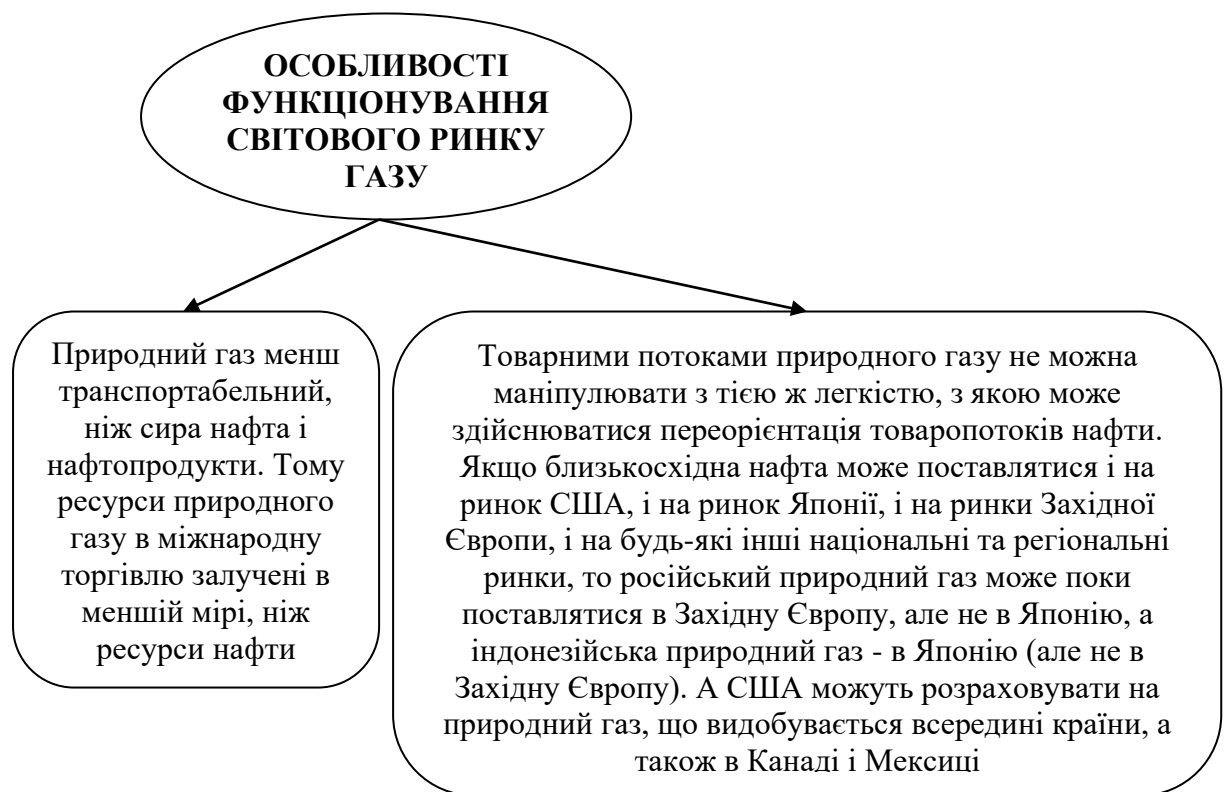 ОСОБЛИВОСТІ
ФУНКЦІОНУВАННЯ
СВІТОВОГО РИНКУ
ГАЗУ
Природний газ менш
транспортабельний,
ніж сира нафта і
нафтопродукти. Тому
ресурси природного
газу в міжнародну
торгівлю залучені в
меншій мірі, ніж
ресурси нафти
Товарними потоками природного газу не можна
маніпулювати з тією ж легкістю, з якою може
здійснюватися переорієнтація товаропотоків нафти.
Якщо близькосхідна нафта може поставлятися і на
ринок США, і на ринок Японії, і на ринки Західної
Європи, і на будь-які інші національні та регіональні
ринки, то російський природний газ може поки
поставлятися в Західну Європу, але не в Японію, а
індонезійська природний газ - в Японію (але не в
Західну Європу). А США можуть розраховувати на
природний газ, що видобувається всередині країни, а
також в Канаді і Мексиці